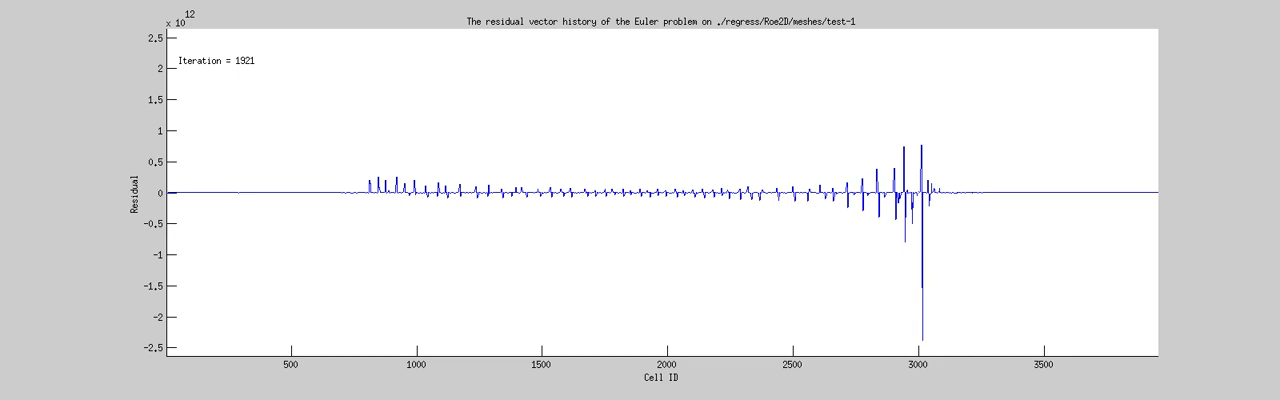 x 10^12
The residual vector history of the Euler problem on ./regress/Roe2D/meshes/test-1
2.5
Iteration = 1921
2
1.5
1
0.5
0
-0.5
-1
-1.5
-2
-2.5
Residual
500 1000 1500 2000 2500 3000 3500
Cell ID